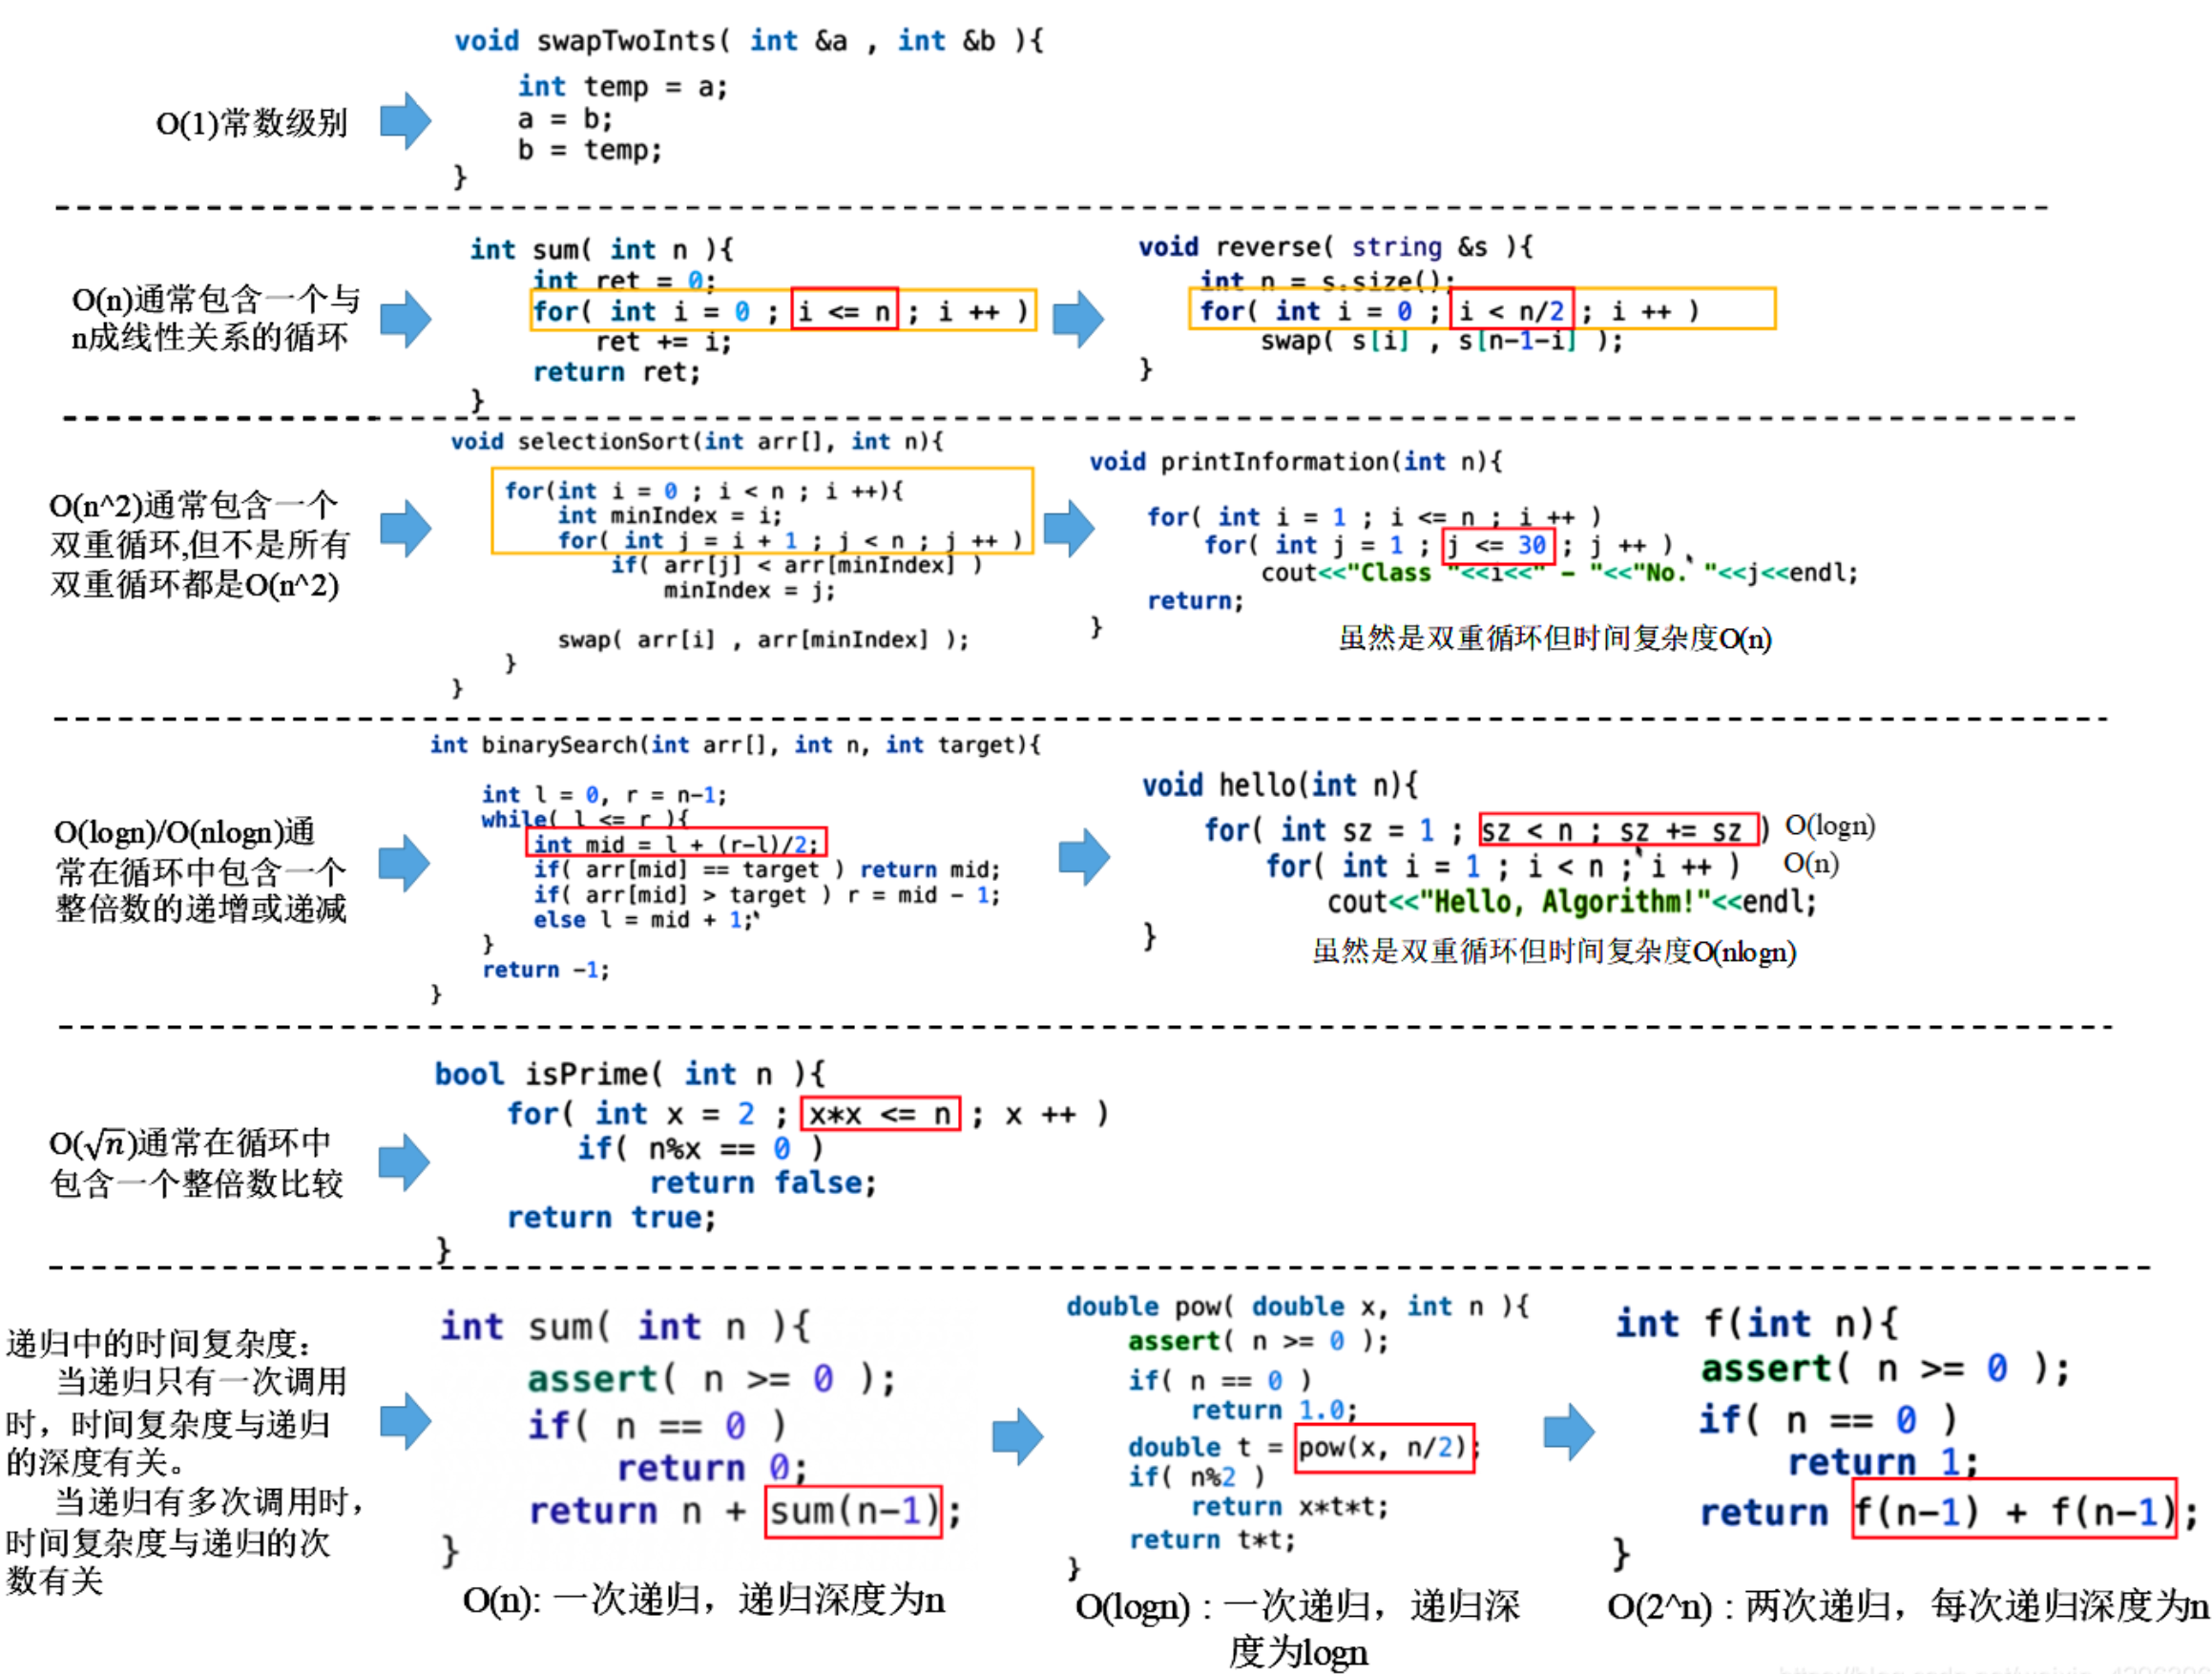 void swapTwoInts( int &a , int &b ){
int temp = a;
a = b;
b = temp;
}
O(1)常数级别
O(n)通常包含一个与
n成线性关系的循环
int sum( int n ){
int ret = 0;
for( int i = 0 ; i <= n ; i ++ )
ret += i;
return ret;
}
void reverse( string &s ){
int n = s.size();
for( int i = 0 ; i < n/2 ; i ++ )
swap( s[i] , s[n-1-i] );
}
O(n^2)通常包含一个
双重循环,但不是所有
双重循环都是O(n^2)
void selectionSort(int arr[], int n){
for(int i = 0 ; i < n ; i ++){
int minIndex = i;
for( int j = i + 1 ; j < n ; j ++ )
if( arr[j] < arr[minIndex] )
minIndex = j;
swap( arr[i] , arr[minIndex] );
}
}
void printInformation(int n){
for( int i = 1 ; i <= n ; i ++ )
for( int j = 1 ; j <= 30 ; j ++ )
cout<<"Class "<<i<<" - "<<"No. "<<j<<endl;
return;
}
虽然是双重循环但时间复杂度O(n)
O(logn)/O(nlogn)通
常在循环中包含一个
整倍数的递增或递减
int binarySearch(int arr[], int n, int target){
int l = 0, r = n-1;
while( l <= r ){
int mid = l + (r-l)/2;
if( arr[mid] == target ) return mid;
if( arr[mid] > target ) r = mid - 1;
else l = mid + 1;
}
return -1;
}
void hello(int n){
for( int sz = 1 ; sz < n ; sz += sz ) O(logn)
for( int i = 1 ; i < n ; i ++ ) O(n)
cout<<"Hello, Algorithm!"<<endl;
}
虽然是双重循环但时间复杂度O(nlogn)
O(√n)通常在循环中
包含一个整倍数比较
bool isPrime( int n ){
for( int x = 2 ; x*x <= n ; x ++ )
if( n%x == 0 )
return false;
return true;
}
递归中的时间复杂度：
当递归只有一次调用
时，时间复杂度与递归
的深度有关。
当递归有多次调用时，
时间复杂度与递归的次
数有关
int sum( int n ){
assert( n >= 0 );
if( n == 0 )
return 0;
return n + sum(n-1);
}
O(n): 一次递归，递归深度为n
double pow( double x, int n ){
assert( n >= 0 );
if( n == 0 )
return 1.0;
double t = pow(x, n/2);
if( n%2 )
return x*t*t;
return t*t;
}
O(logn) : 一次递归，递归深
度为logn
int f(int n){
assert( n >= 0 );
if( n == 0 )
return 1;
return f(n-1) + f(n-1);
}
O(2^n) : 两次递归，每次递归深度为n